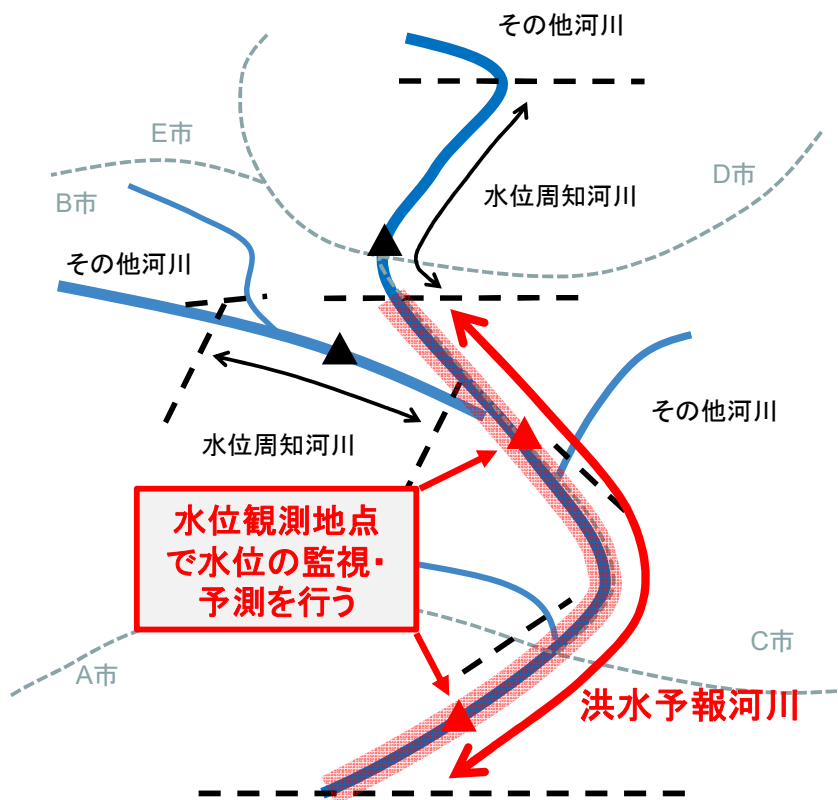 その他河川
E市
D市
B市
水位周知河川
その他河川
その他河川
水位周知河川
水位観測地点
で水位の監視・
予測を行う
C市
A市
洪水予報河川